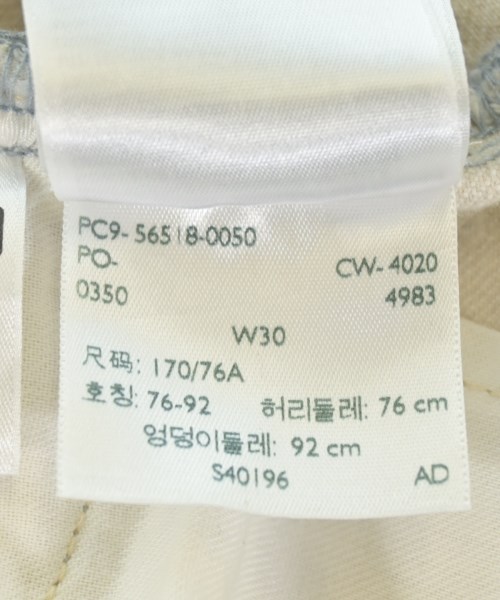 PC9- 56518-0050
PO-
CW- 4020
0350
4983
W30
尺码: 170/76A
호칭: 76-92 허리둘레: 76 cm
엉덩이둘레: 92 cm
S40196 AD